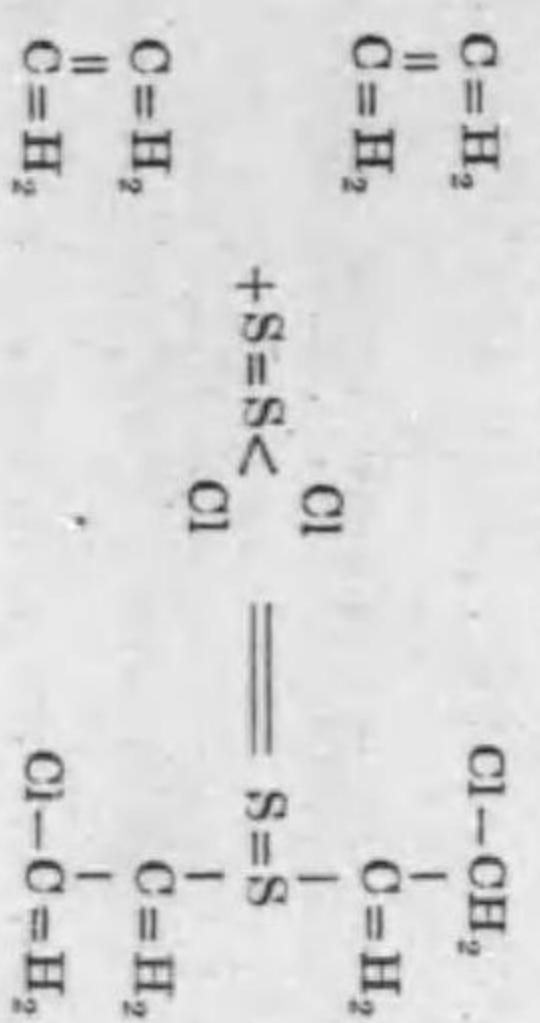 C=H₂ Cl–CH₂
|| |
C=H₂ C=H₂
Cl |
+S=S< ═══ S=S
Cl |
C=H₂ C=H₂
|| |
C=H₂ Cl–C=H₂